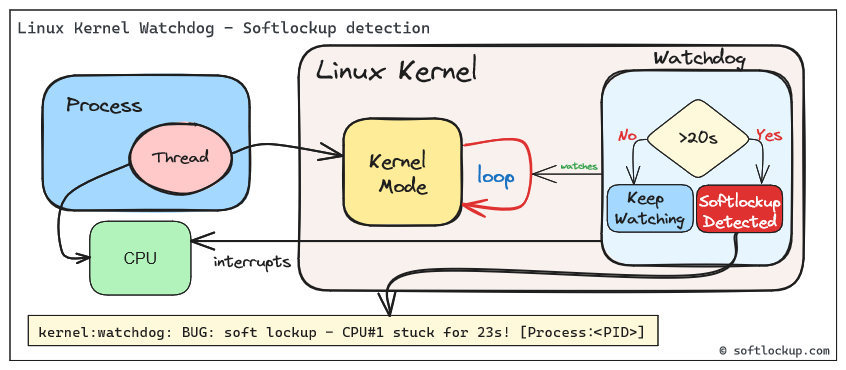 Linux Kernel Watchdog - Softlockup detection
Watchdog
Linux Kernel
Process
Thread
Kernel
Mode
loop
watches
>20s
No
Yes
Keep
Watching
Softlockup
Detected
CPU
interrupts
kernel:watchdog: BUG: soft lockup - CPU#1 stuck for 23s! [Process:<PID>]
© softlockup.com